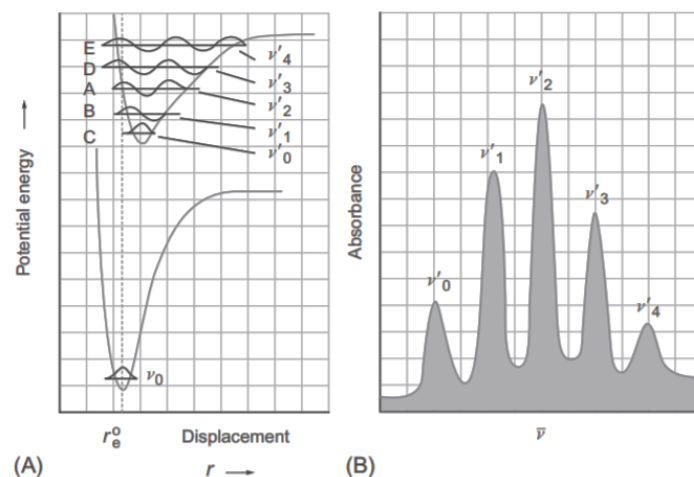 Potential energy
E
D
A
B
C
ν′4
ν′3
ν′2
ν′1
ν′0
ν0
r e o
Displacement
(A)
r
Absorbance
ν′0
ν′1
ν′2
ν′3
ν′4
ν̅
(B)